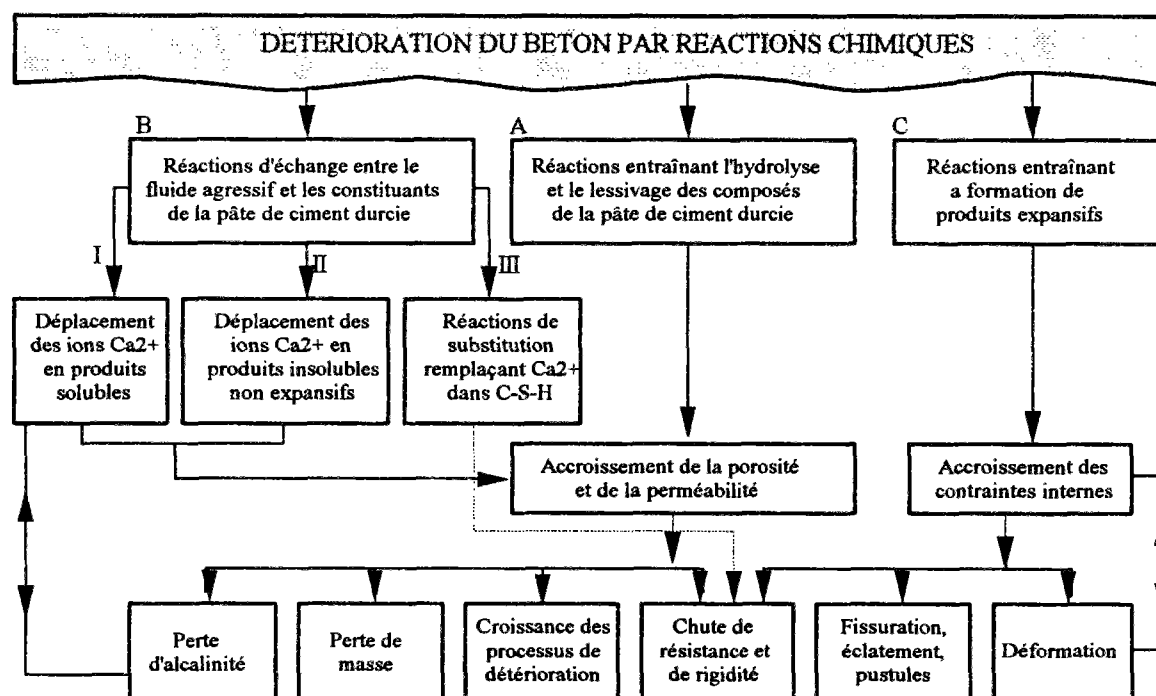 DETERIORATION DU BETON PAR REACTIONS CHIMIQUES
B
Réactions d'échange entre le
fluide agressif et les constituants
de la pâte de ciment durcie
A
Réactions entraînant l'hydrolyse
et le lessivage des composés
de la pâte de ciment durcie
C
Réactions entraînant
a formation de
produits expansifs
I
II
III
Déplacement
des ions Ca2+
en produits
solubles
Déplacement des
ions Ca2+ en
produits insolubles
non expansifs
Réactions de
substitution
remplaçant Ca2+
dans C-S-H
Accroissement de la porosité
et de la perméabilité
Accroissement des
contraintes internes
Perte
d'alcalinité
Perte de
masse
Croissance des
processus de
détérioration
Chute de
résistance et
de rigidité
Fissuration,
éclatement,
pustules
Déformation